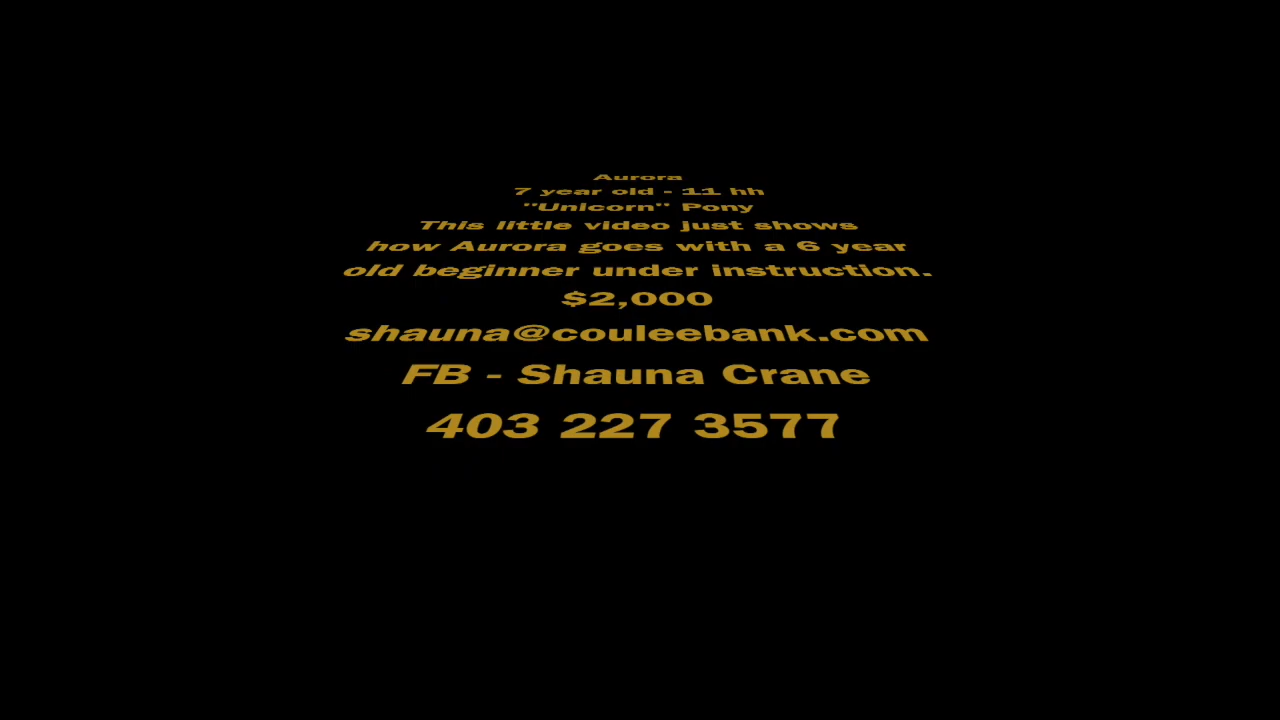 Aurora
7 year old - 11 hh
"Unicorn" Pony
This little video just shows
how Aurora goes with a 6 year
old beginner under instruction.
$2,000
shauna@couleebank.com
FB - Shauna Crane
403 227 3577